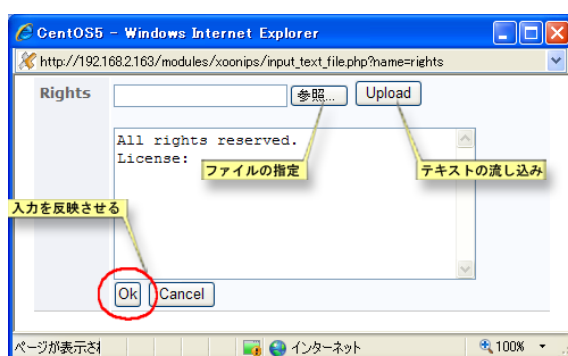 CentOS5 - Windows Internet Explorer
http://192.168.2.163/modules/xoonips/input_text_file.php?name=rights
Rights 参照... Upload
All rights reserved.
License:
ファイルの指定
テキストの流し込み
入力を反映させる
Ok Cancel
ページが表示さ インターネット 100%